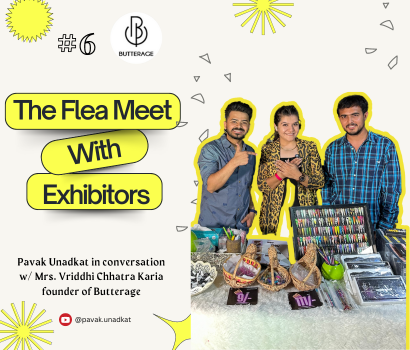 #6
BUTTERAGE
The Flea Meet
With
Exhibitors
Pavak Unadkat in conversation
w/ Mrs. Vriddhi Chhatra Karia
founder of Butterage
@pavak.unadkat